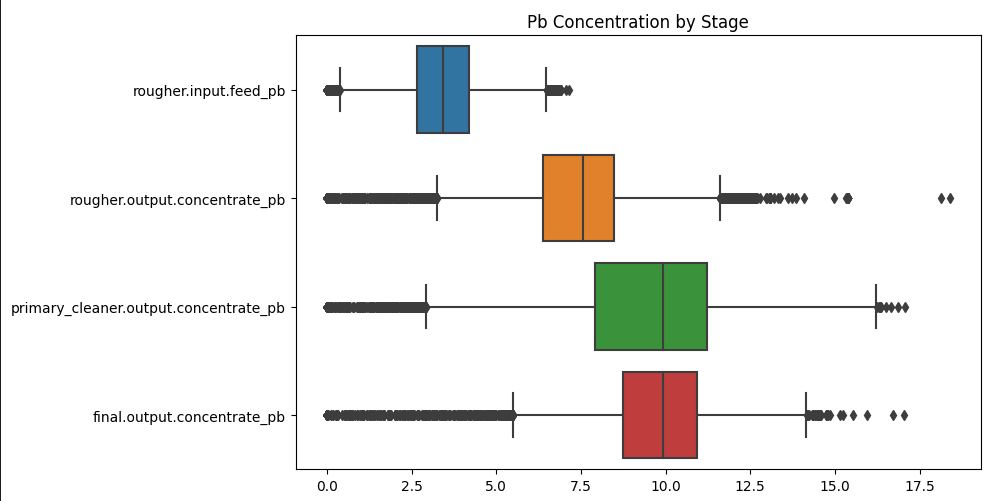 Pb Concentration by Stage
rougher.input.feed_pb
rougher.output.concentrate_pb
primary_cleaner.output.concentrate_pb
final.output.concentrate_pb
0.0 2.5 5.0 7.5 10.0 12.5 15.0 17.5